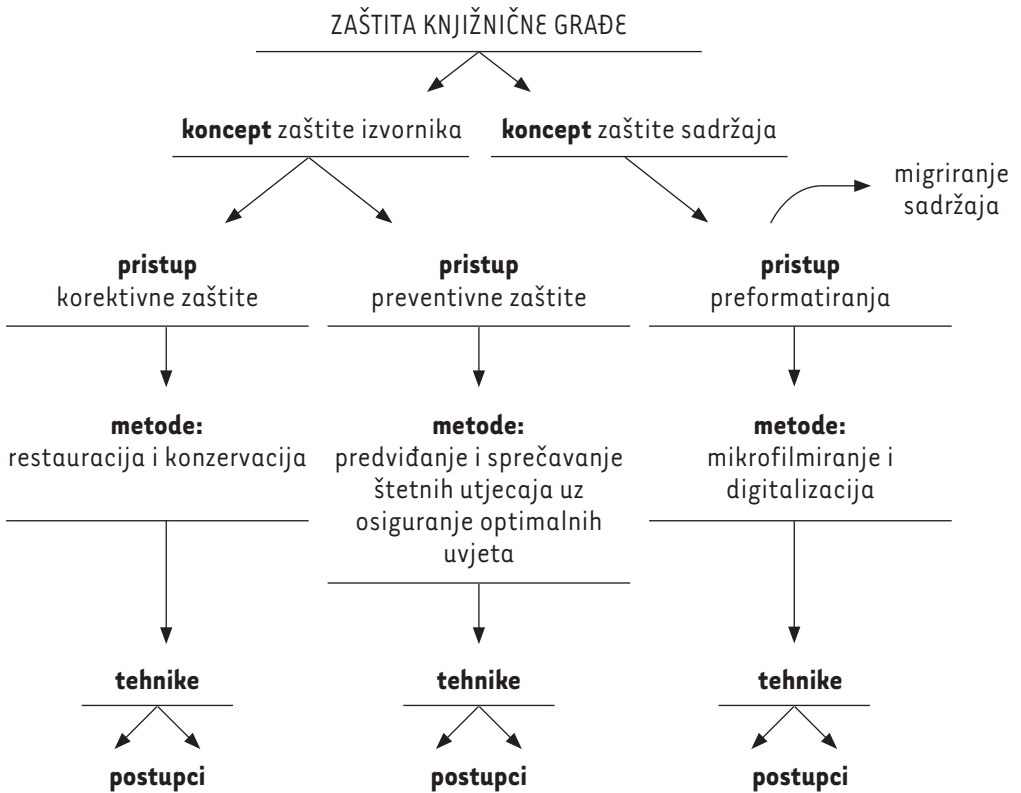 ZAŠTITA KNJIŽNIČNE GRAĐE
koncept zaštite izvornika
koncept zaštite sadržaja
migriranje
sadržaja
pristup
korektivne zaštite
pristup
preventivne zaštite
pristup
preformatiranja
metode:
restauracija i konzervacija
metode:
predviđanje i sprečavanje
štetnih utjecaja uz
osiguranje optimalnih
uvjeta
metode:
mikrofilmiranje i
digitalizacija
tehnike
tehnike
tehnike
postupci
postupci
postupci